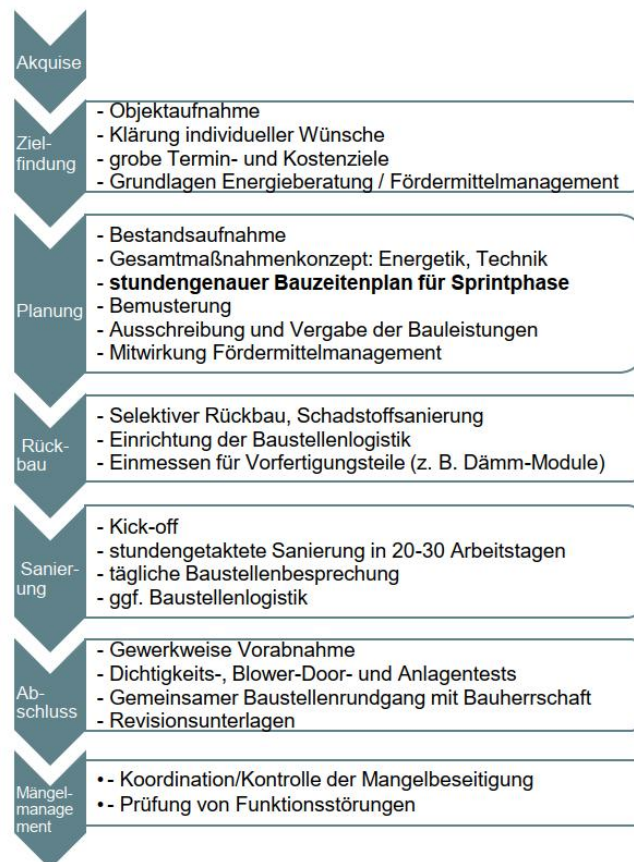 Akquise
Ziel-
findung
- Objektaufnahme
- Klärung individueller Wünsche
- grobe Termin- und Kostenziele
- Grundlagen Energieberatung / Fördermittelmanagement
Planung
- Bestandsaufnahme
- Gesamtmaßnahmenkonzept: Energetik, Technik
- stundengenauer Bauzeitenplan für Sprintphase
- Bemusterung
- Ausschreibung und Vergabe der Bauleistungen
- Mitwirkung Fördermittelmanagement
Rück-
bau
- Selektiver Rückbau, Schadstoffsanierung
- Einrichtung der Baustellenlogistik
- Einmessen für Vorfertigungsteile (z. B. Dämm-Module)
Sanier-
ung
- Kick-off
- stundengetaktete Sanierung in 20-30 Arbeitstagen
- tägliche Baustellenbesprechung
- ggf. Baustellenlogistik
Ab-
schluss
- Gewerkweise Vorabnahme
- Dichtigkeits-, Blower-Door- und Anlagentests
- Gemeinsamer Baustellenrundgang mit Bauherrschaft
- Revisionsunterlagen
Mängel-
manage
ment
•- Koordination/Kontrolle der Mangelbeseitigung
•- Prüfung von Funktionsstörungen